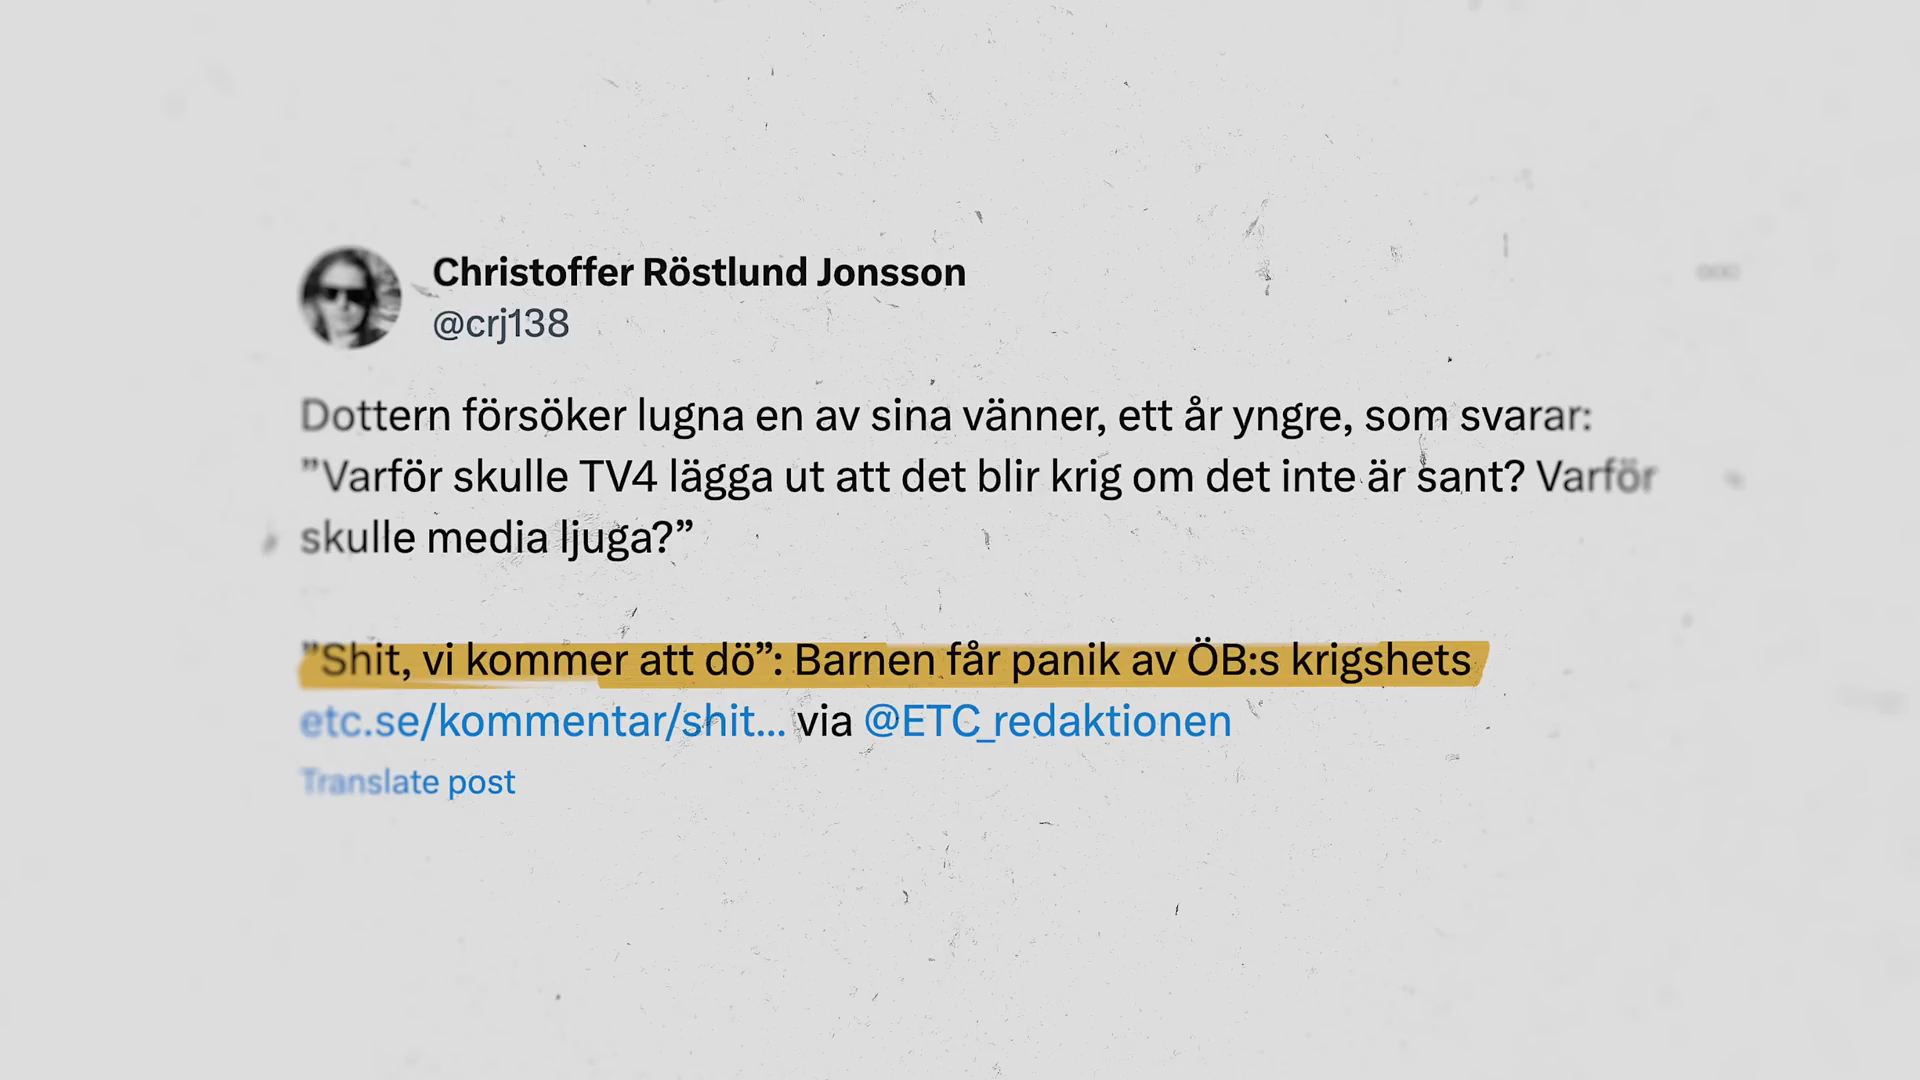 Christoffer Röstlund Jonsson
@crj138
Dottern försöker lugna en av sina vänner, ett år yngre, som svarar:
”Varför skulle TV4 lägga ut att det blir krig om det inte är sant? Varför
skulle media ljuga?”
”Shit, vi kommer att dö”: Barnen får panik av ÖB:s krigshets
etc.se/kommentar/shit... via @ETC_redaktionen
Translate post